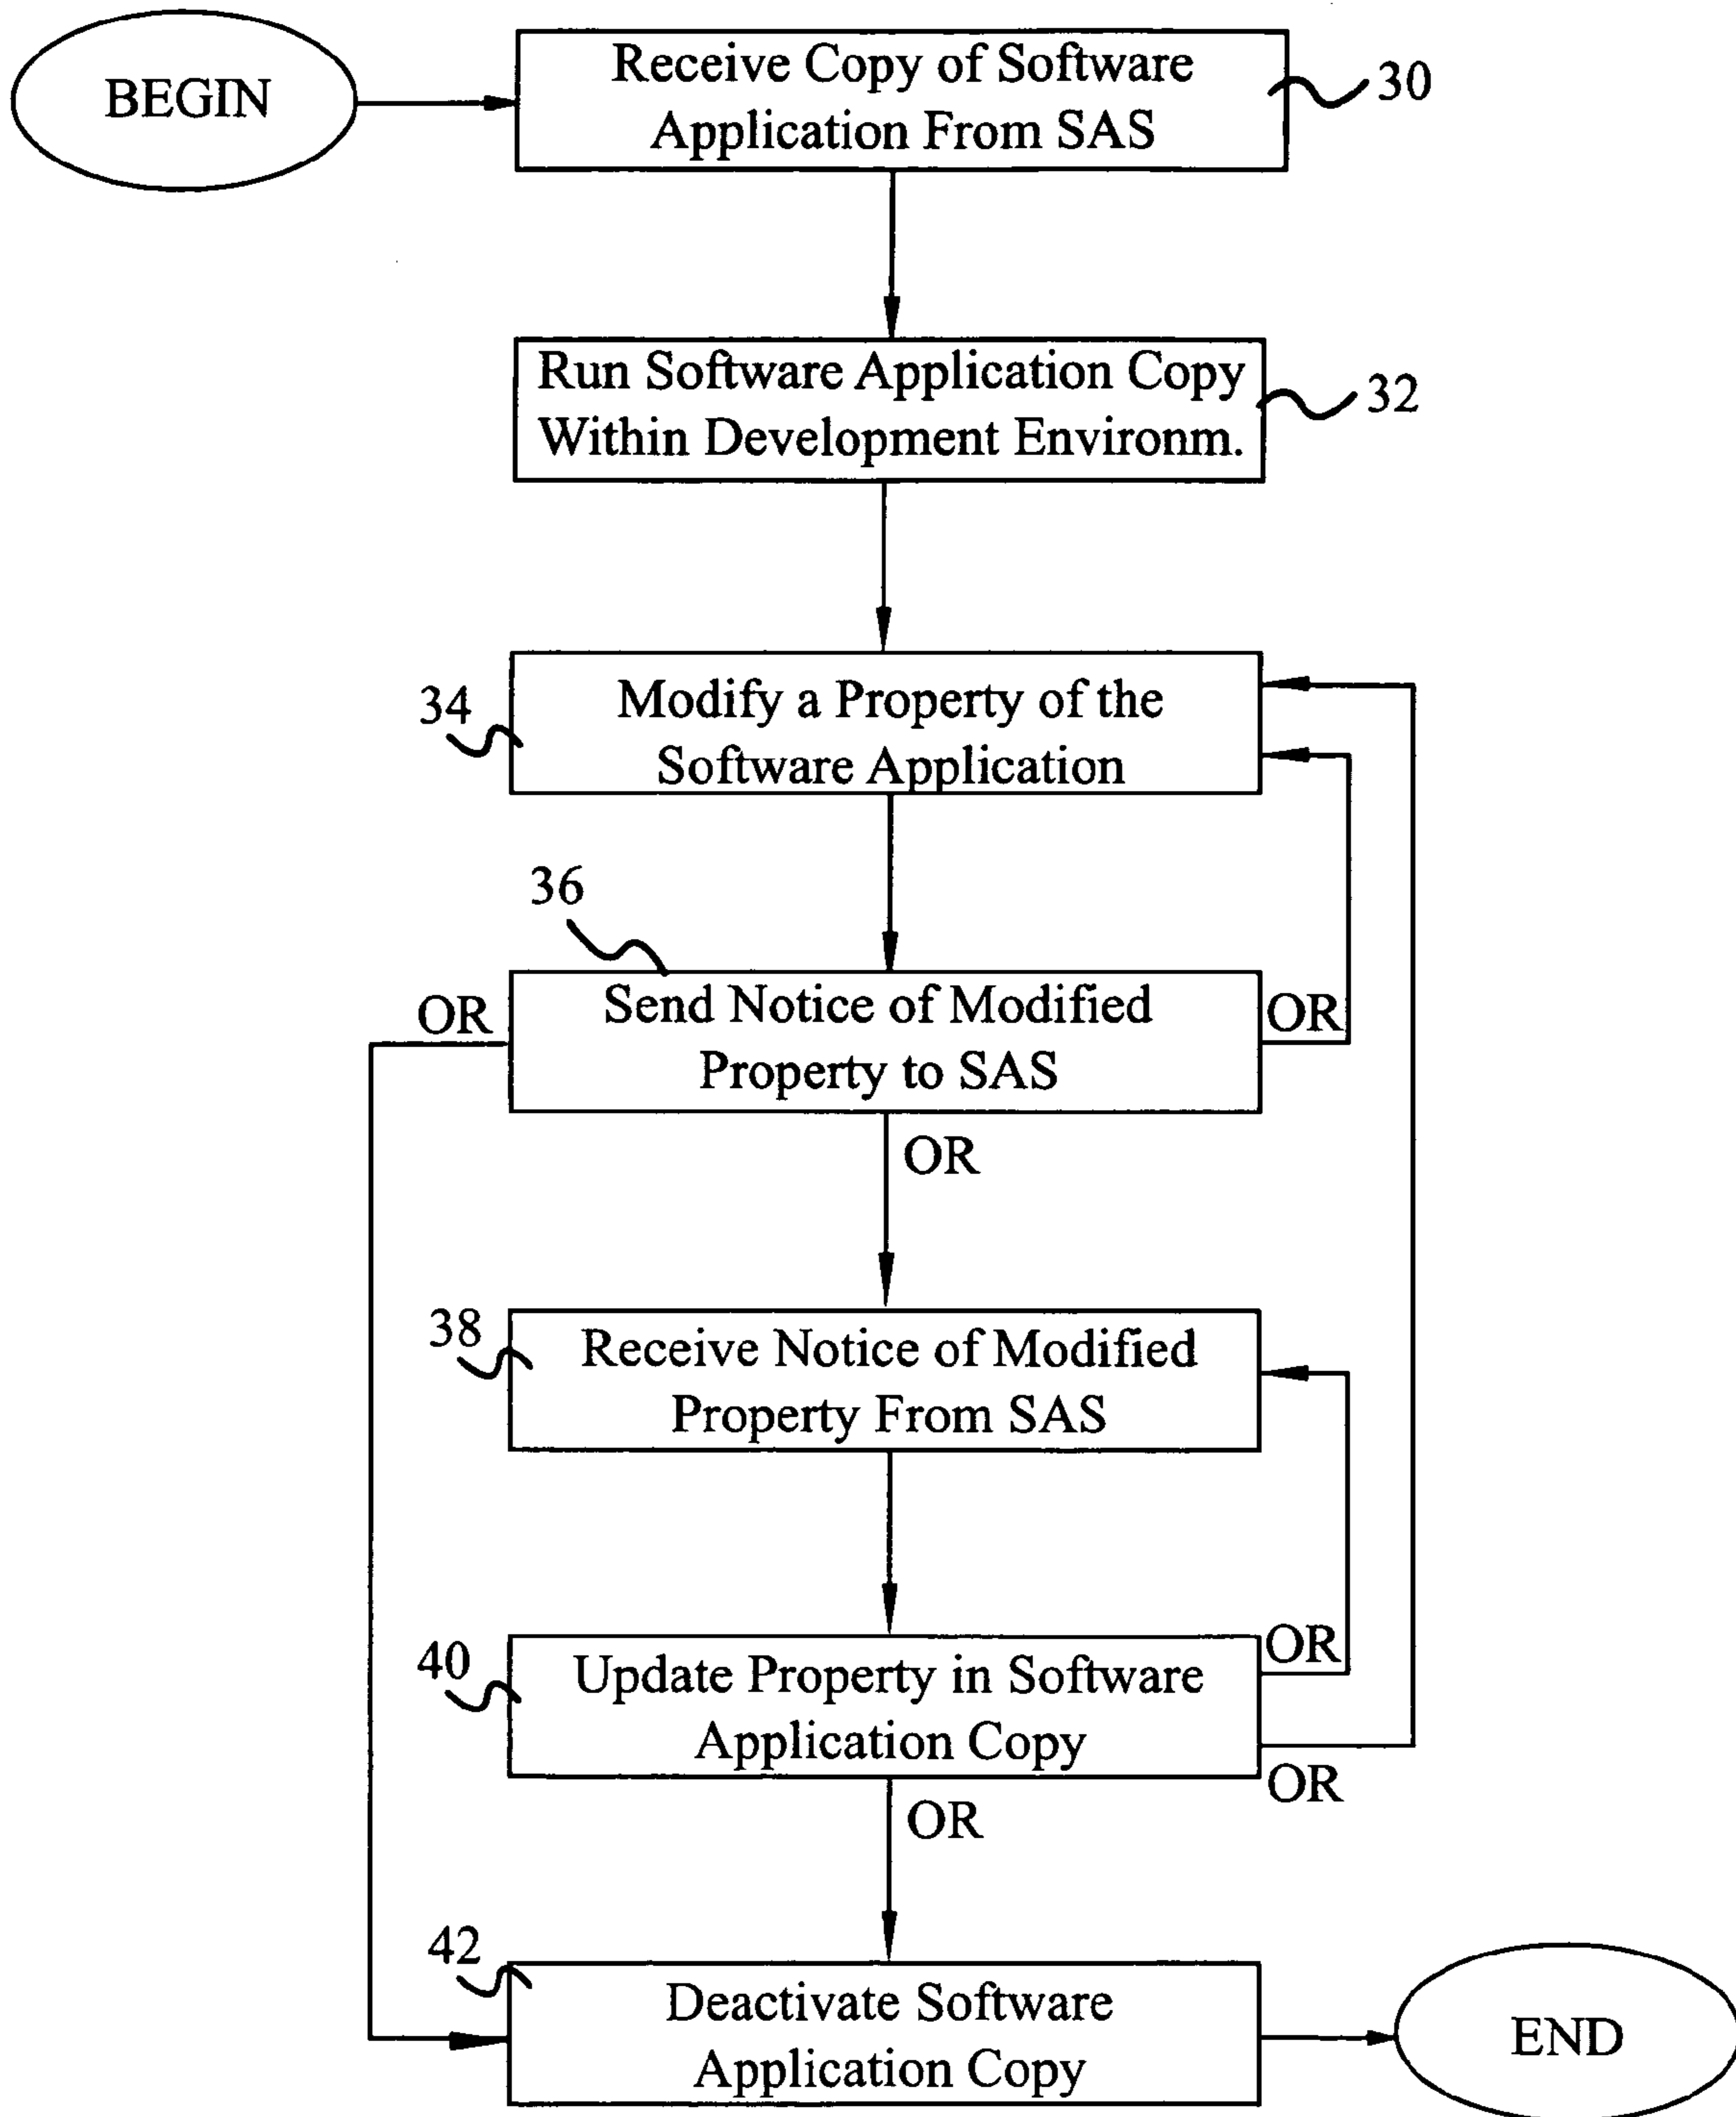 BEGIN
Receive Copy of Software
Application From SAS
30
Run Software Application Copy
Within Development Environm.
32
34
Modify a Property of the
Software Application
36
OR
Send Notice of Modified
Property to SAS
OR
OR
38
Receive Notice of Modified
Property From SAS
40
Update Property in Software
Application Copy
OR
OR
OR
42
Deactivate Software
Application Copy
END